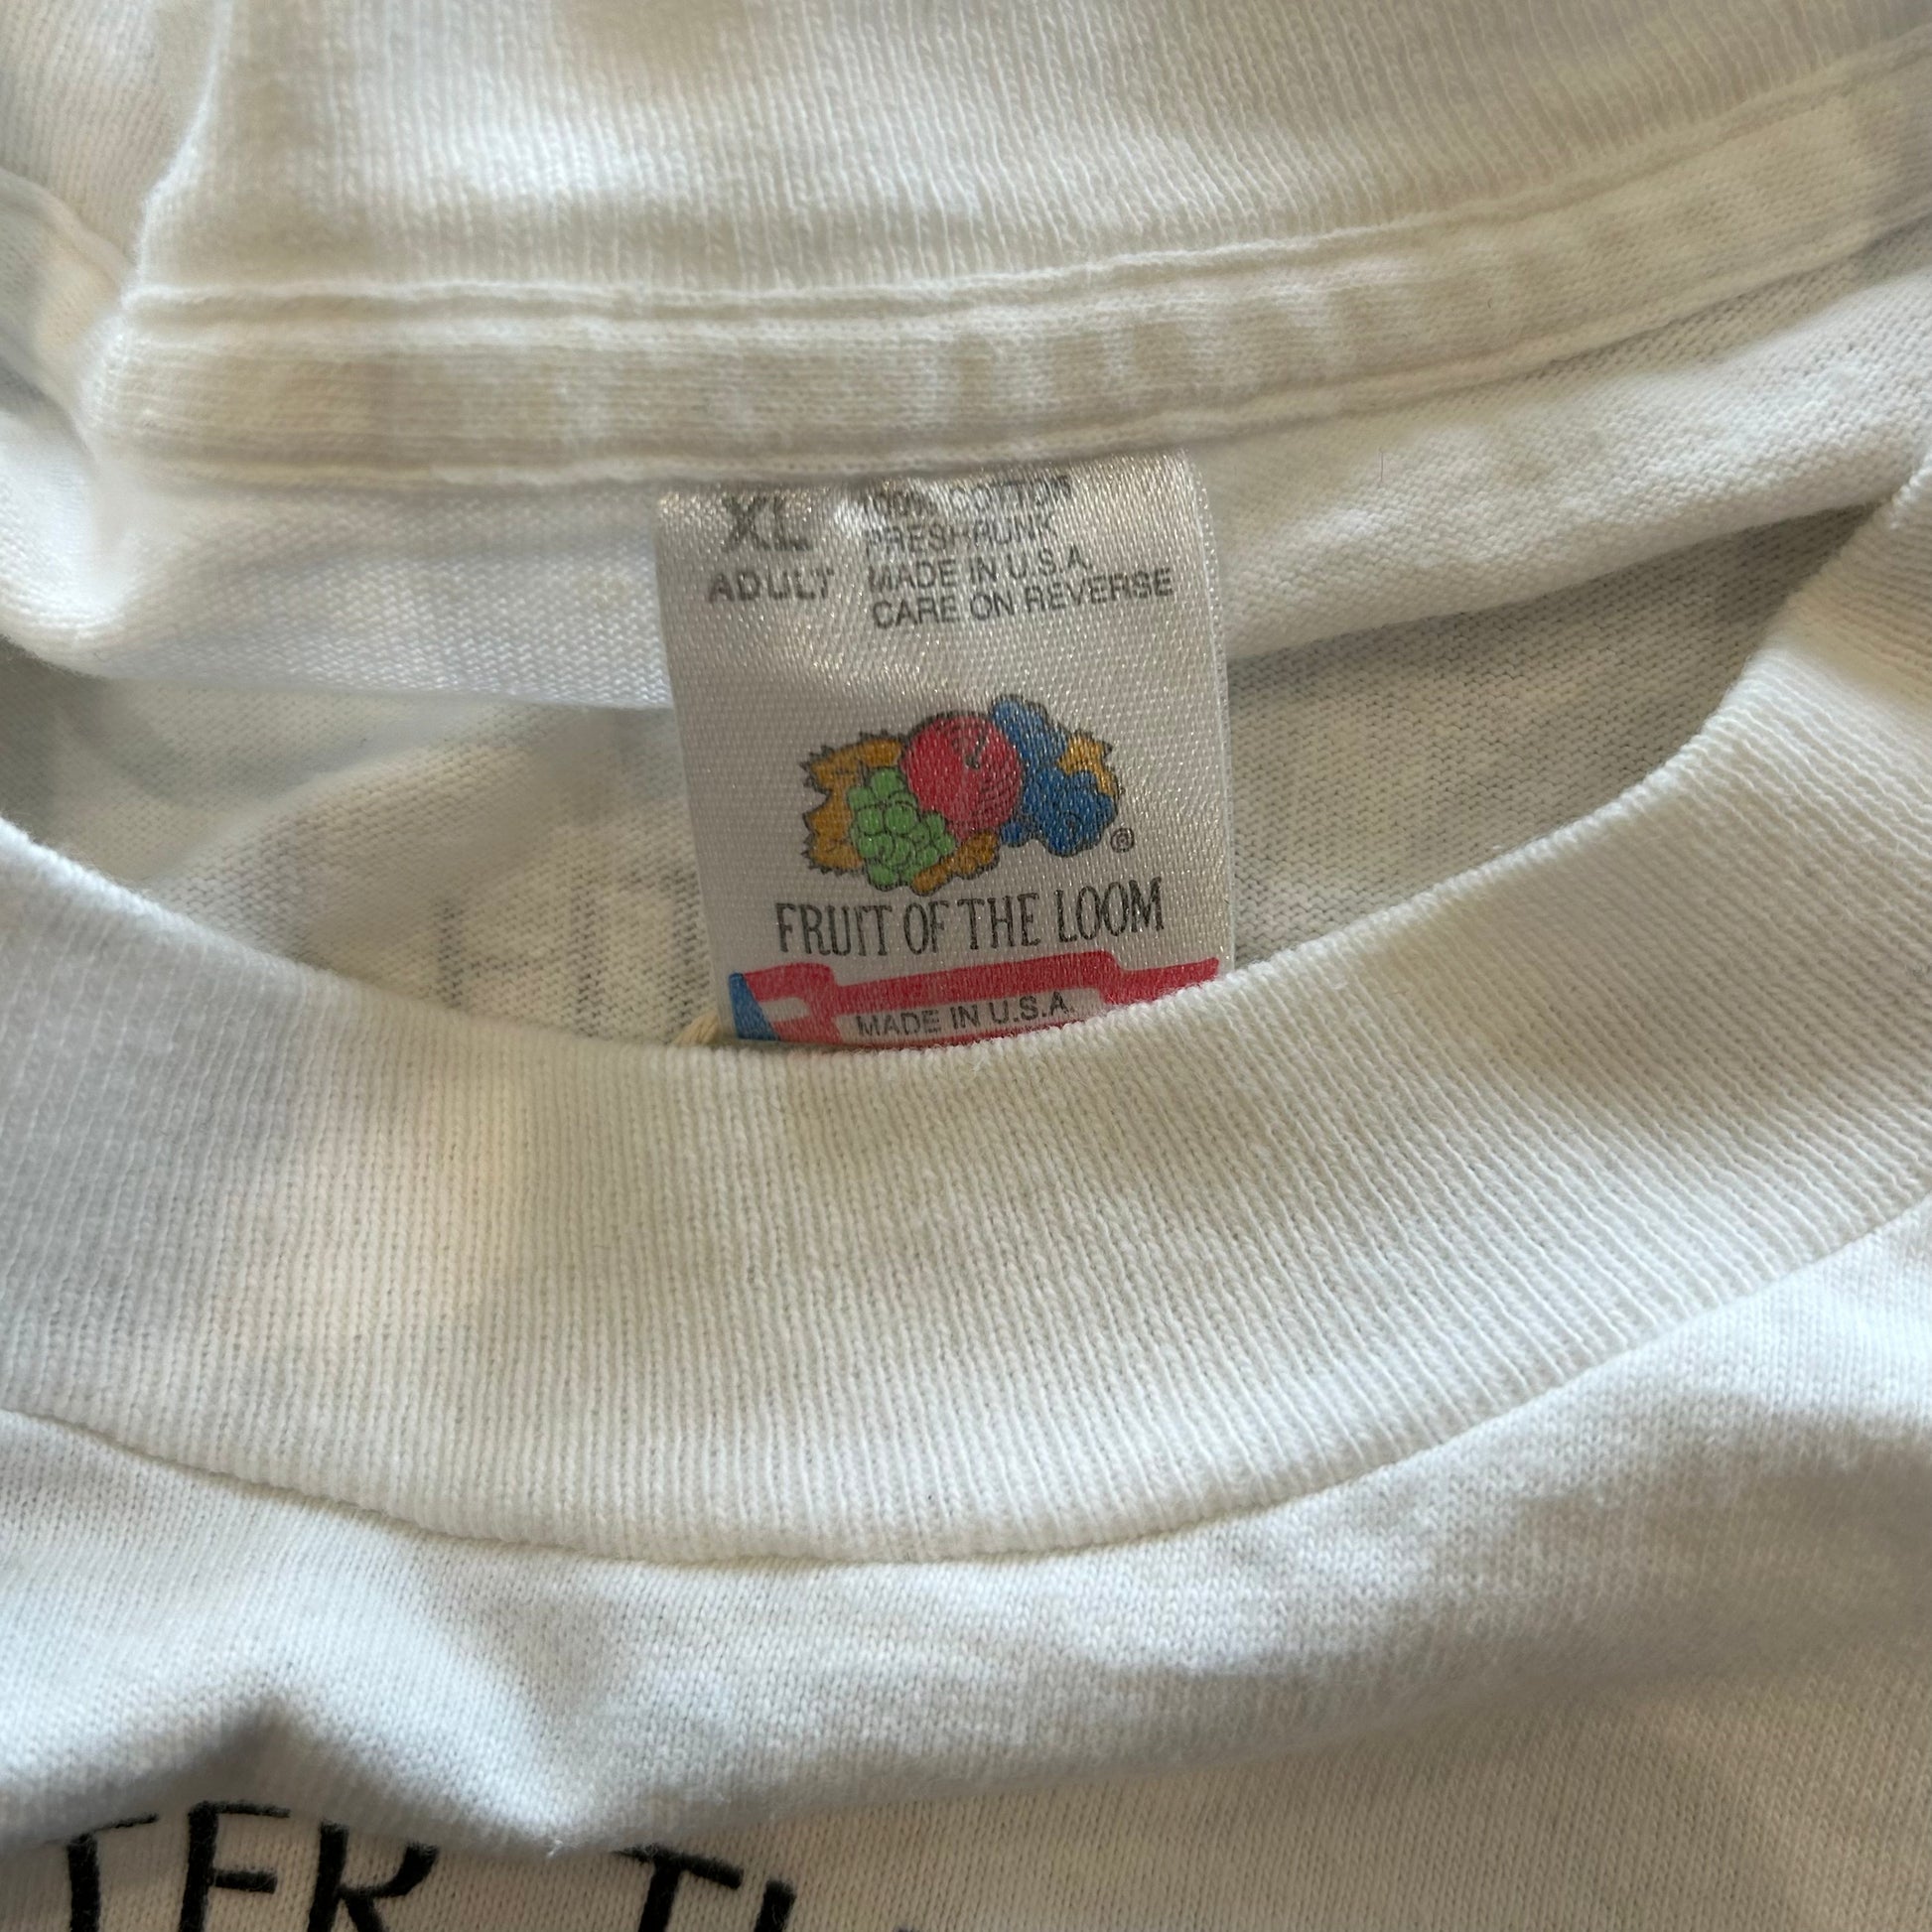 XL 100% COTTON
PRESHRUNK
ADULT MADE IN U.S.A.
CARE ON REVERSE
®
FRUIT OF THE LOOM
MADE IN U.S.A.